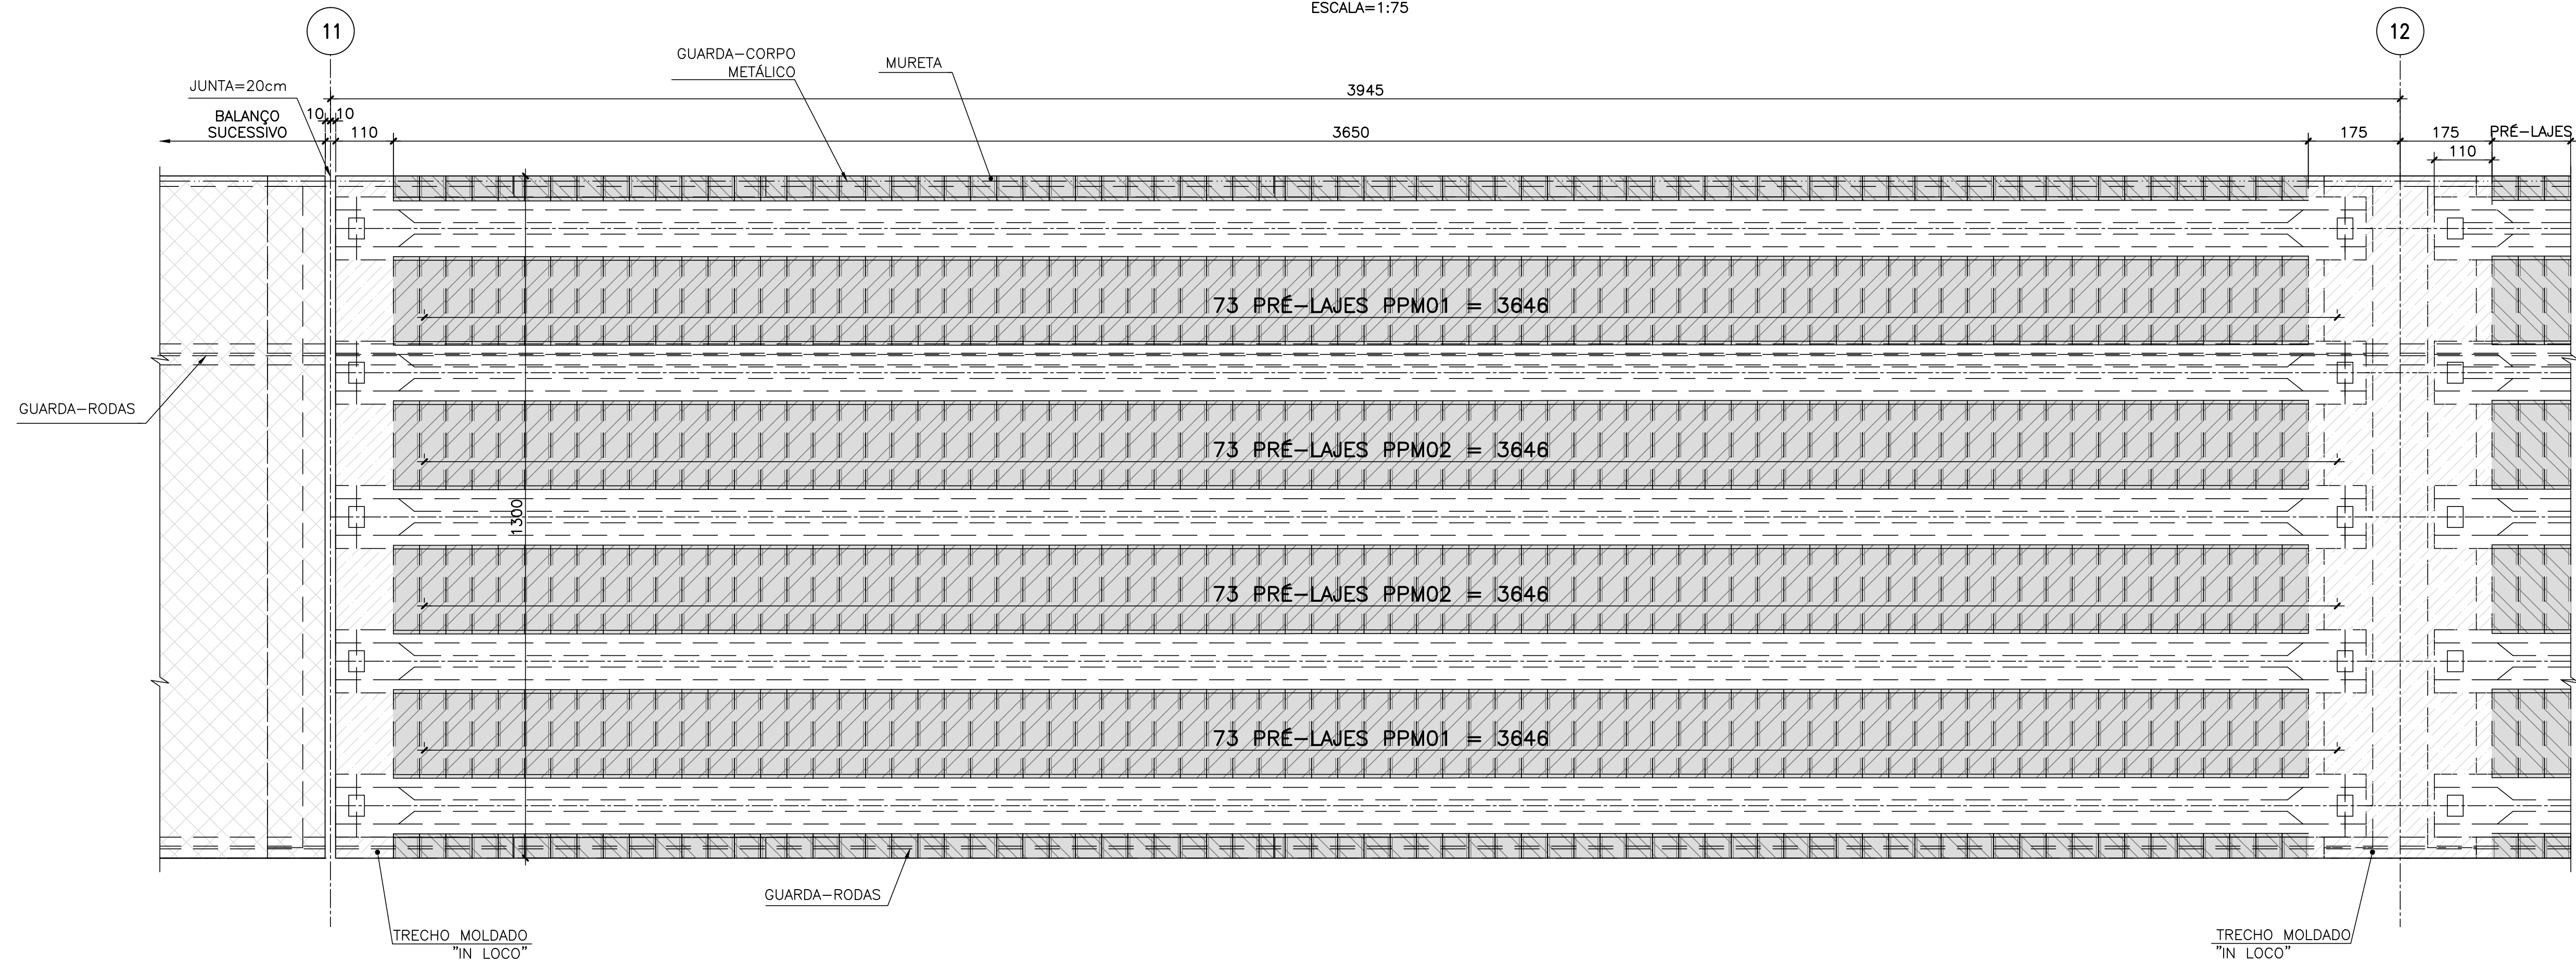 ESCALA=1:75
11
12
GUARDA-CORPO
METÁLICO
MURETA
JUNTA=20cm
3945
BALANÇO
SUCESSIVO
10
10
110
3650
175
175
PRÉ-LAJES
110
73 PRÉ-LAJES PPM01 = 3646
GUARDA-RODAS
73 PRÉ-LAJES PPM02 = 3646
1300
73 PRÉ-LAJES PPM02 = 3646
73 PRÉ-LAJES PPM01 = 3646
GUARDA-RODAS
TRECHO MOLDADO
"IN LOCO"
TRECHO MOLDADO
"IN LOCO"